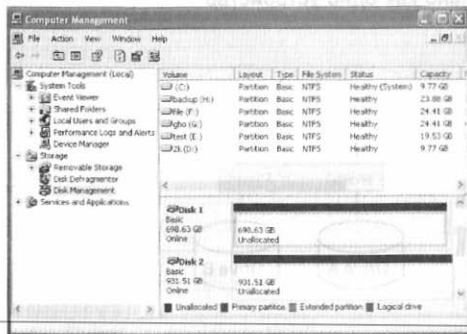 Computer Management
File Action View Window Help
Computer Management (Local)
System Tools
Event Viewer
Shared Folders
Local Users and Groups
Performance Logs and Alerts
Device Manager
Storage
Removable Storage
Disk Defragmenter
Disk Management
Services and Applications
Volume Layout Type File System Status Capacity
(C:) Partition Basic NTFS Healthy (System) 9.77 GB
backup (H:) Partition Basic NTFS Healthy 23.88 GB
file (F:) Partition Basic NTFS Healthy 24.41 GB
gho (G:) Partition Basic NTFS Healthy 24.41 GB
test (E:) Partition Basic NTFS Healthy 19.53 GB
2k (D:) Partition Basic NTFS Healthy 9.77 GB
Disk 1
Basic
698.63 GB
Online
698.63 GB
Unallocated
Disk 2
Basic
931.51 GB
Online
931.51 GB
Unallocated
Unallocated Primary partition Extended partition Logical drive